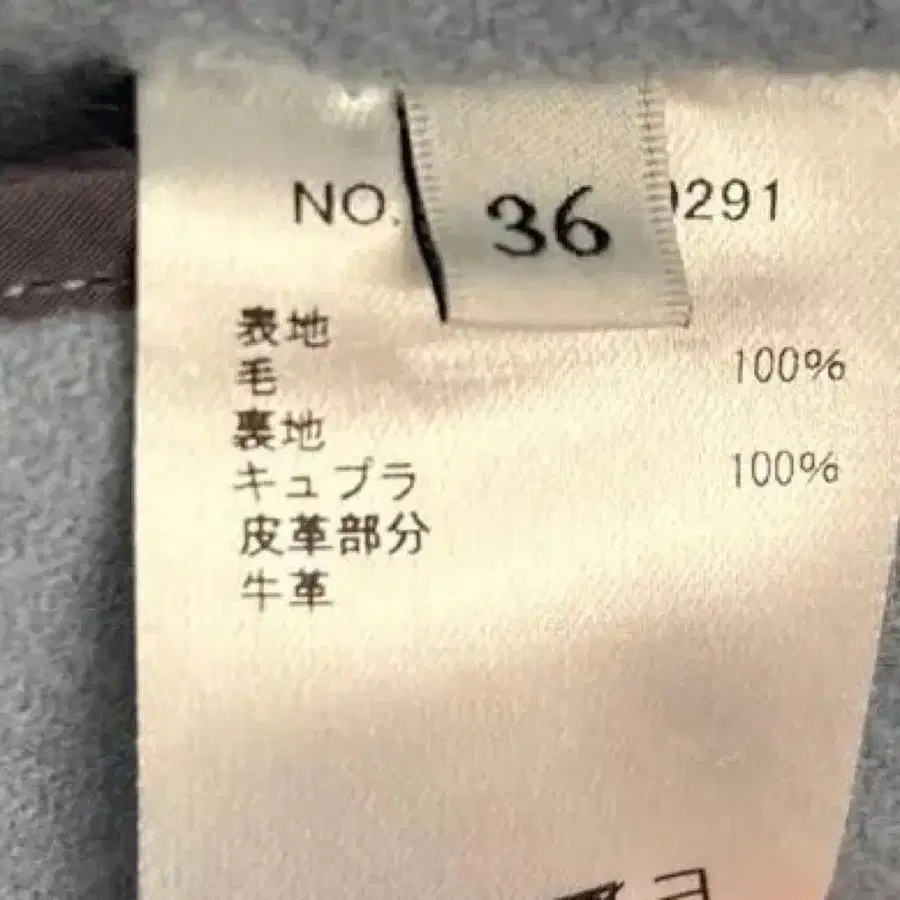 NO. 291
36
表地
毛 100%
裏地
キュプラ 100%
皮革部分
牛革